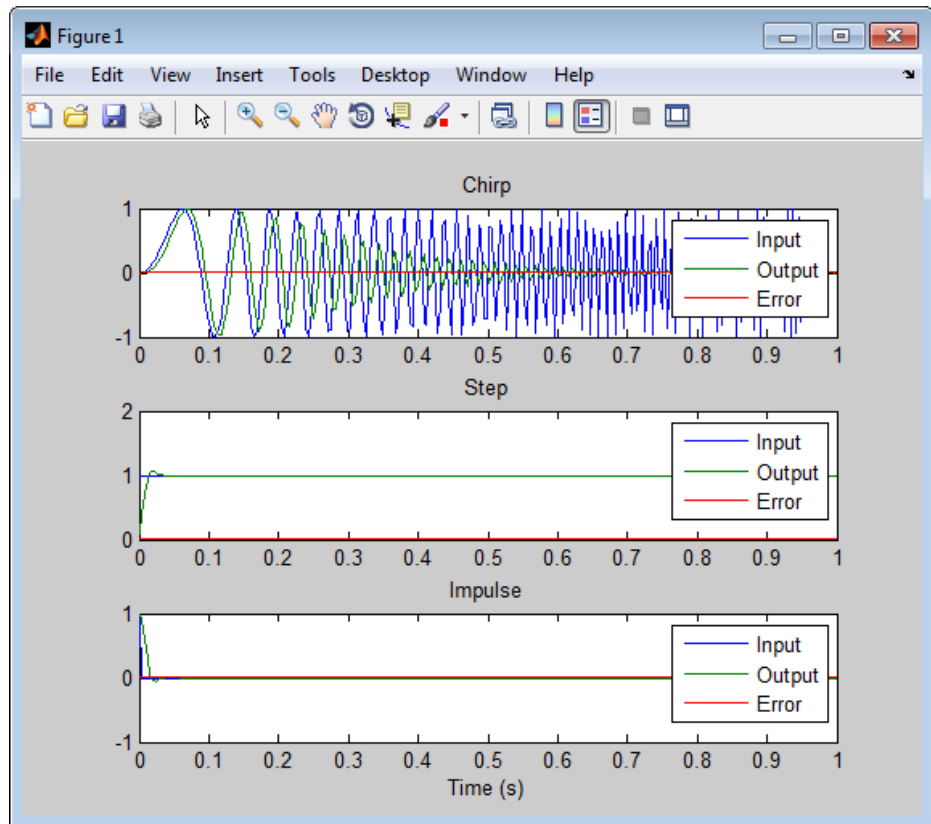 Figure 1
File Edit View Insert Tools Desktop Window Help
Chirp
1
0
-1
Input
Output
Error
0 0.1 0.2 0.3 0.4 0.5 0.6 0.7 0.8 0.9 1
Step
2
1
0
Input
Output
Error
0 0.1 0.2 0.3 0.4 0.5 0.6 0.7 0.8 0.9 1
Impulse
1
0
-1
Input
Output
Error
0 0.1 0.2 0.3 0.4 0.5 0.6 0.7 0.8 0.9 1
Time (s)